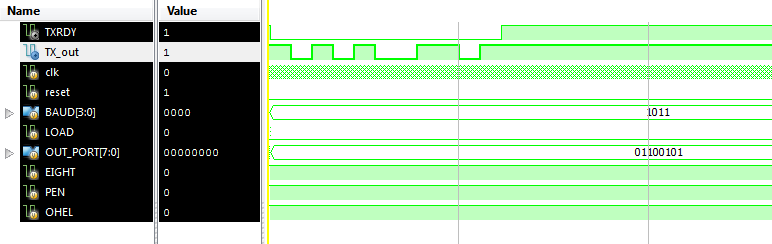 Name Value
TXRDY 1
TX_out 1
clk 0
reset 1
BAUD[3:0] 0000 1011
LOAD 0
OUT_PORT[7:0] 00000000 01100101
EIGHT 0
PEN 0
OHEL 0